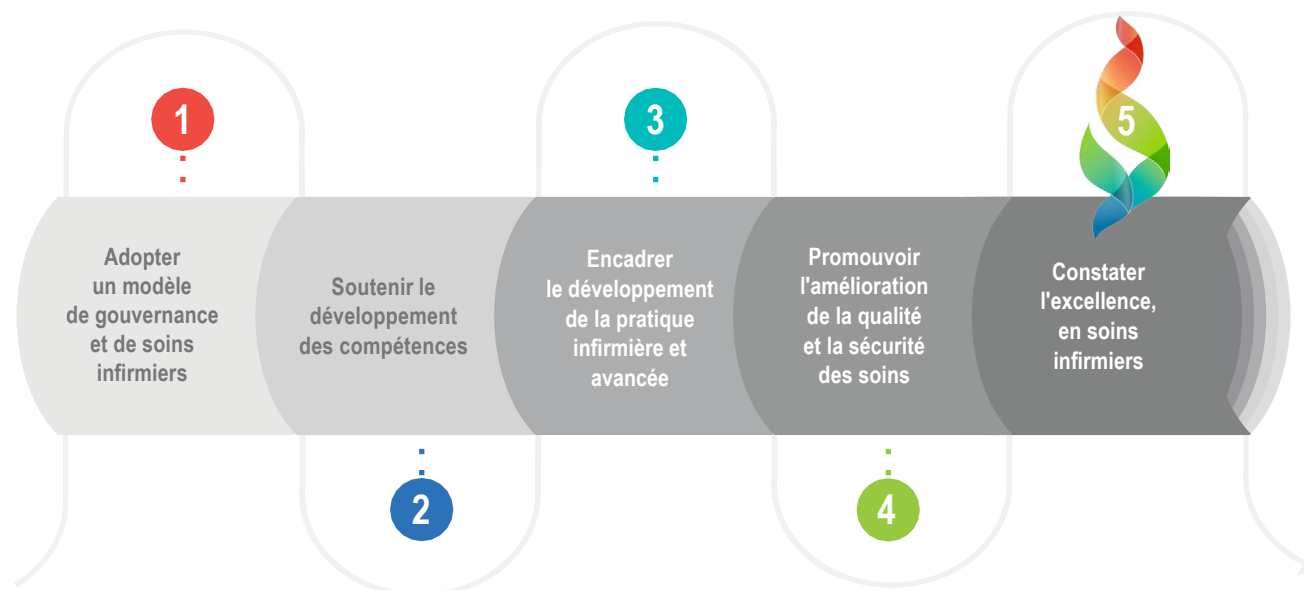 1
Adopter
un modèle
de gouvernance
et de soins
infirmiers
2
Soutenir le
développement
des compétences
3
Encadrer
le développement
de la pratique
infirmière et
avancée
4
Promouvoir
l'amélioration
de la qualité
et la sécurité
des soins
5
Constater
l'excellence,
en soins
infirmiers